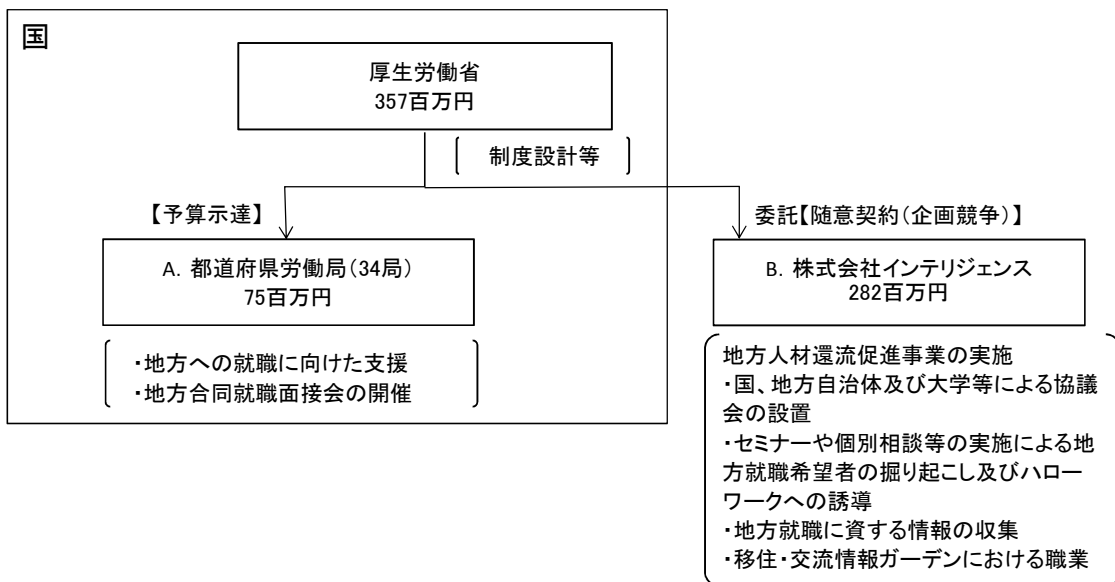 国
厚生労働省
357百万円
制度設計等
【予算示達】
A. 都道府県労働局(34局)
75百万円
・地方への就職に向けた支援
・地方合同就職面接会の開催
委託【随意契約(企画競争)】
B. 株式会社インテリジェンス
282百万円
地方人材還流促進事業の実施
・国、地方自治体及び大学等による協議
会の設置
・セミナーや個別相談等の実施による地
方就職希望者の掘り起こし及びハロー
ワークへの誘導
・地方就職に資する情報の収集
・移住・交流情報ガーデンにおける職業